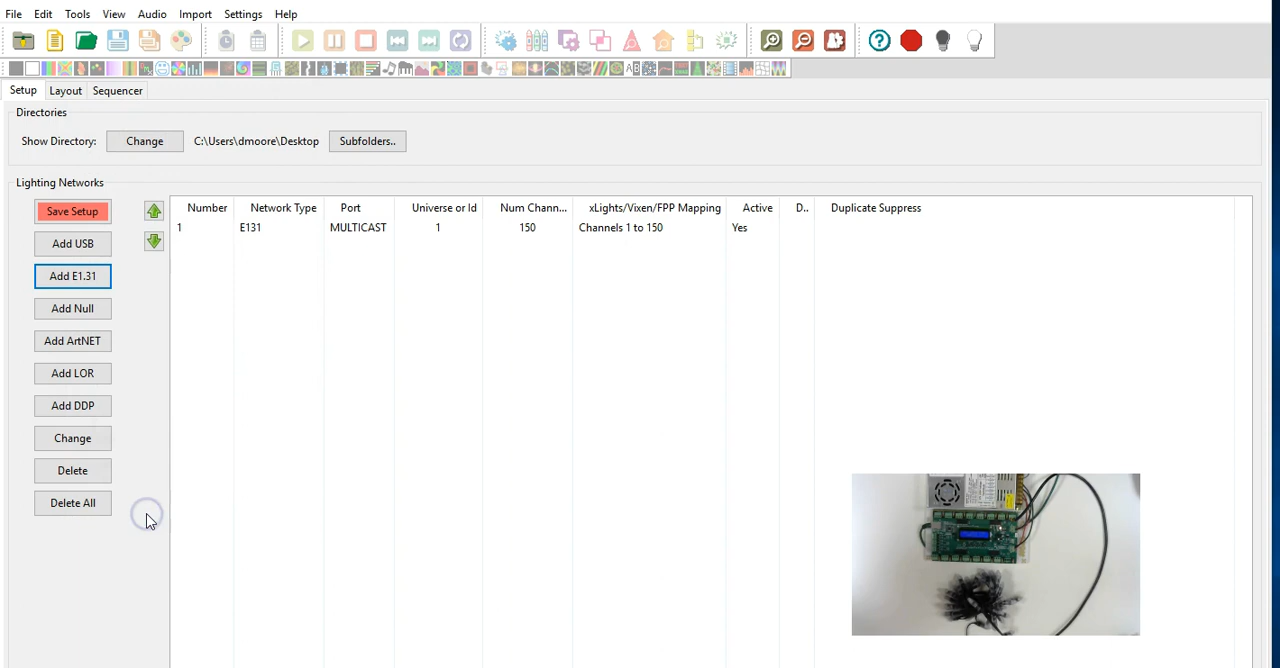 File Edit Tools View Audio Import Settings Help
Setup Layout Sequencer
Directories
Show Directory: Change C:\Users\dmoore\Desktop Subfolders..
Lighting Networks
Save Setup
Add USB
Add E1.31
Add Null
Add ArtNET
Add LOR
Add DDP
Change
Delete
Delete All
Number Network Type Port Universe or Id Num Chann... xLights/Vixen/FPP Mapping Active D.. Duplicate Suppress
1 E131 MULTICAST 1 150 Channels 1 to 150 Yes